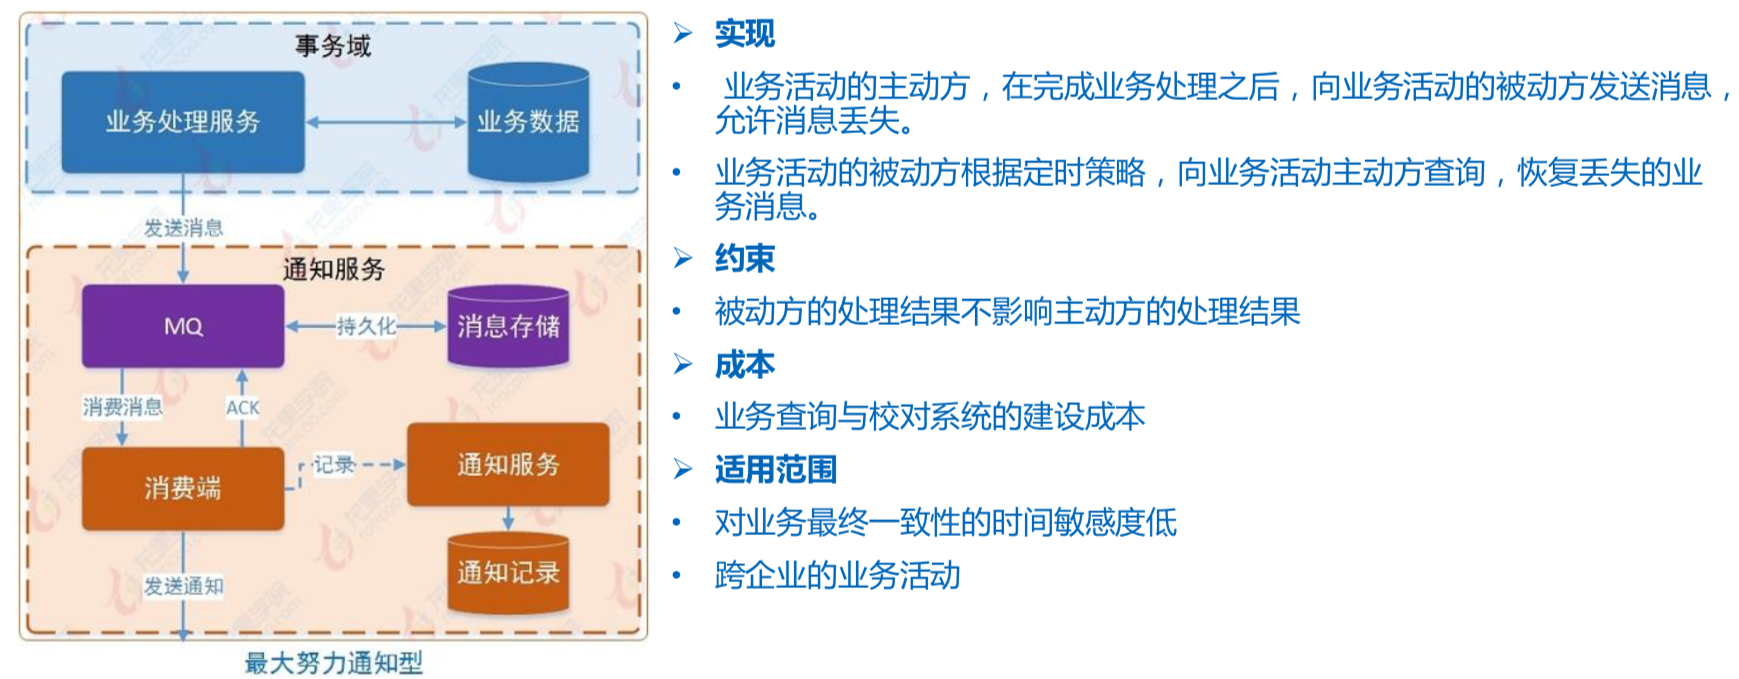 事务域
业务处理服务
业务数据
发送消息
通知服务
MQ
持久化
消息存储
消费消息
ACK
消费端
记录
通知服务
通知记录
发送通知
最大努力通知型
➢ 实现
• 业务活动的主动方，在完成业务处理之后，向业务活动的被动方发送消息，
允许消息丢失。
• 业务活动的被动方根据定时策略，向业务活动主动方查询，恢复丢失的业
务消息。
➢ 约束
• 被动方的处理结果不影响主动方的处理结果
➢ 成本
• 业务查询与校对系统的建设成本
➢ 适用范围
• 对业务最终一致性的时间敏感度低
• 跨企业的业务活动